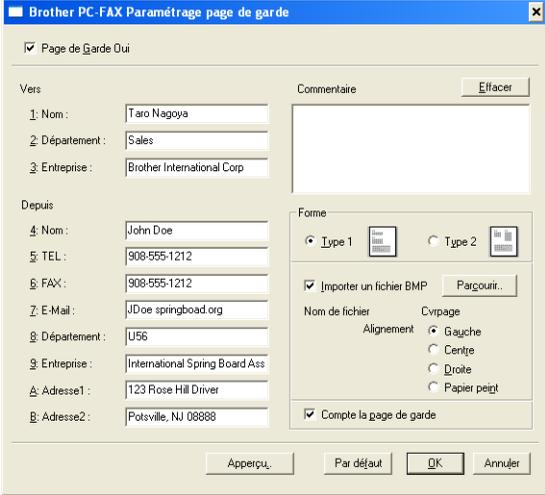 Brother PC-FAX Paramétrage page de garde
Page de Garde Oui
Vers
1: Nom : Taro Nagoya
2: Département : Sales
3: Entreprise : Brother International Corp
Commentaire Effacer
Depuis
4: Nom : John Doe
5: TEL : 908-555-1212
6: FAX : 908-555-1212
7: E-Mail : JDoe springboad.org
8: Département : U56
9: Entreprise : International Spring Board Ass
A: Adresse1 : 123 Rose Hill Driver
B: Adresse2 : Potsville, NJ 08888
Forme
Type 1 Type 2
Importer un fichier BMP Parcourir..
Nom de fichier Cvrpage
Alignement Gauche
Centre
Droite
Papier peint
Compte la page de garde
Apperçu.. Par défaut OK Annuler